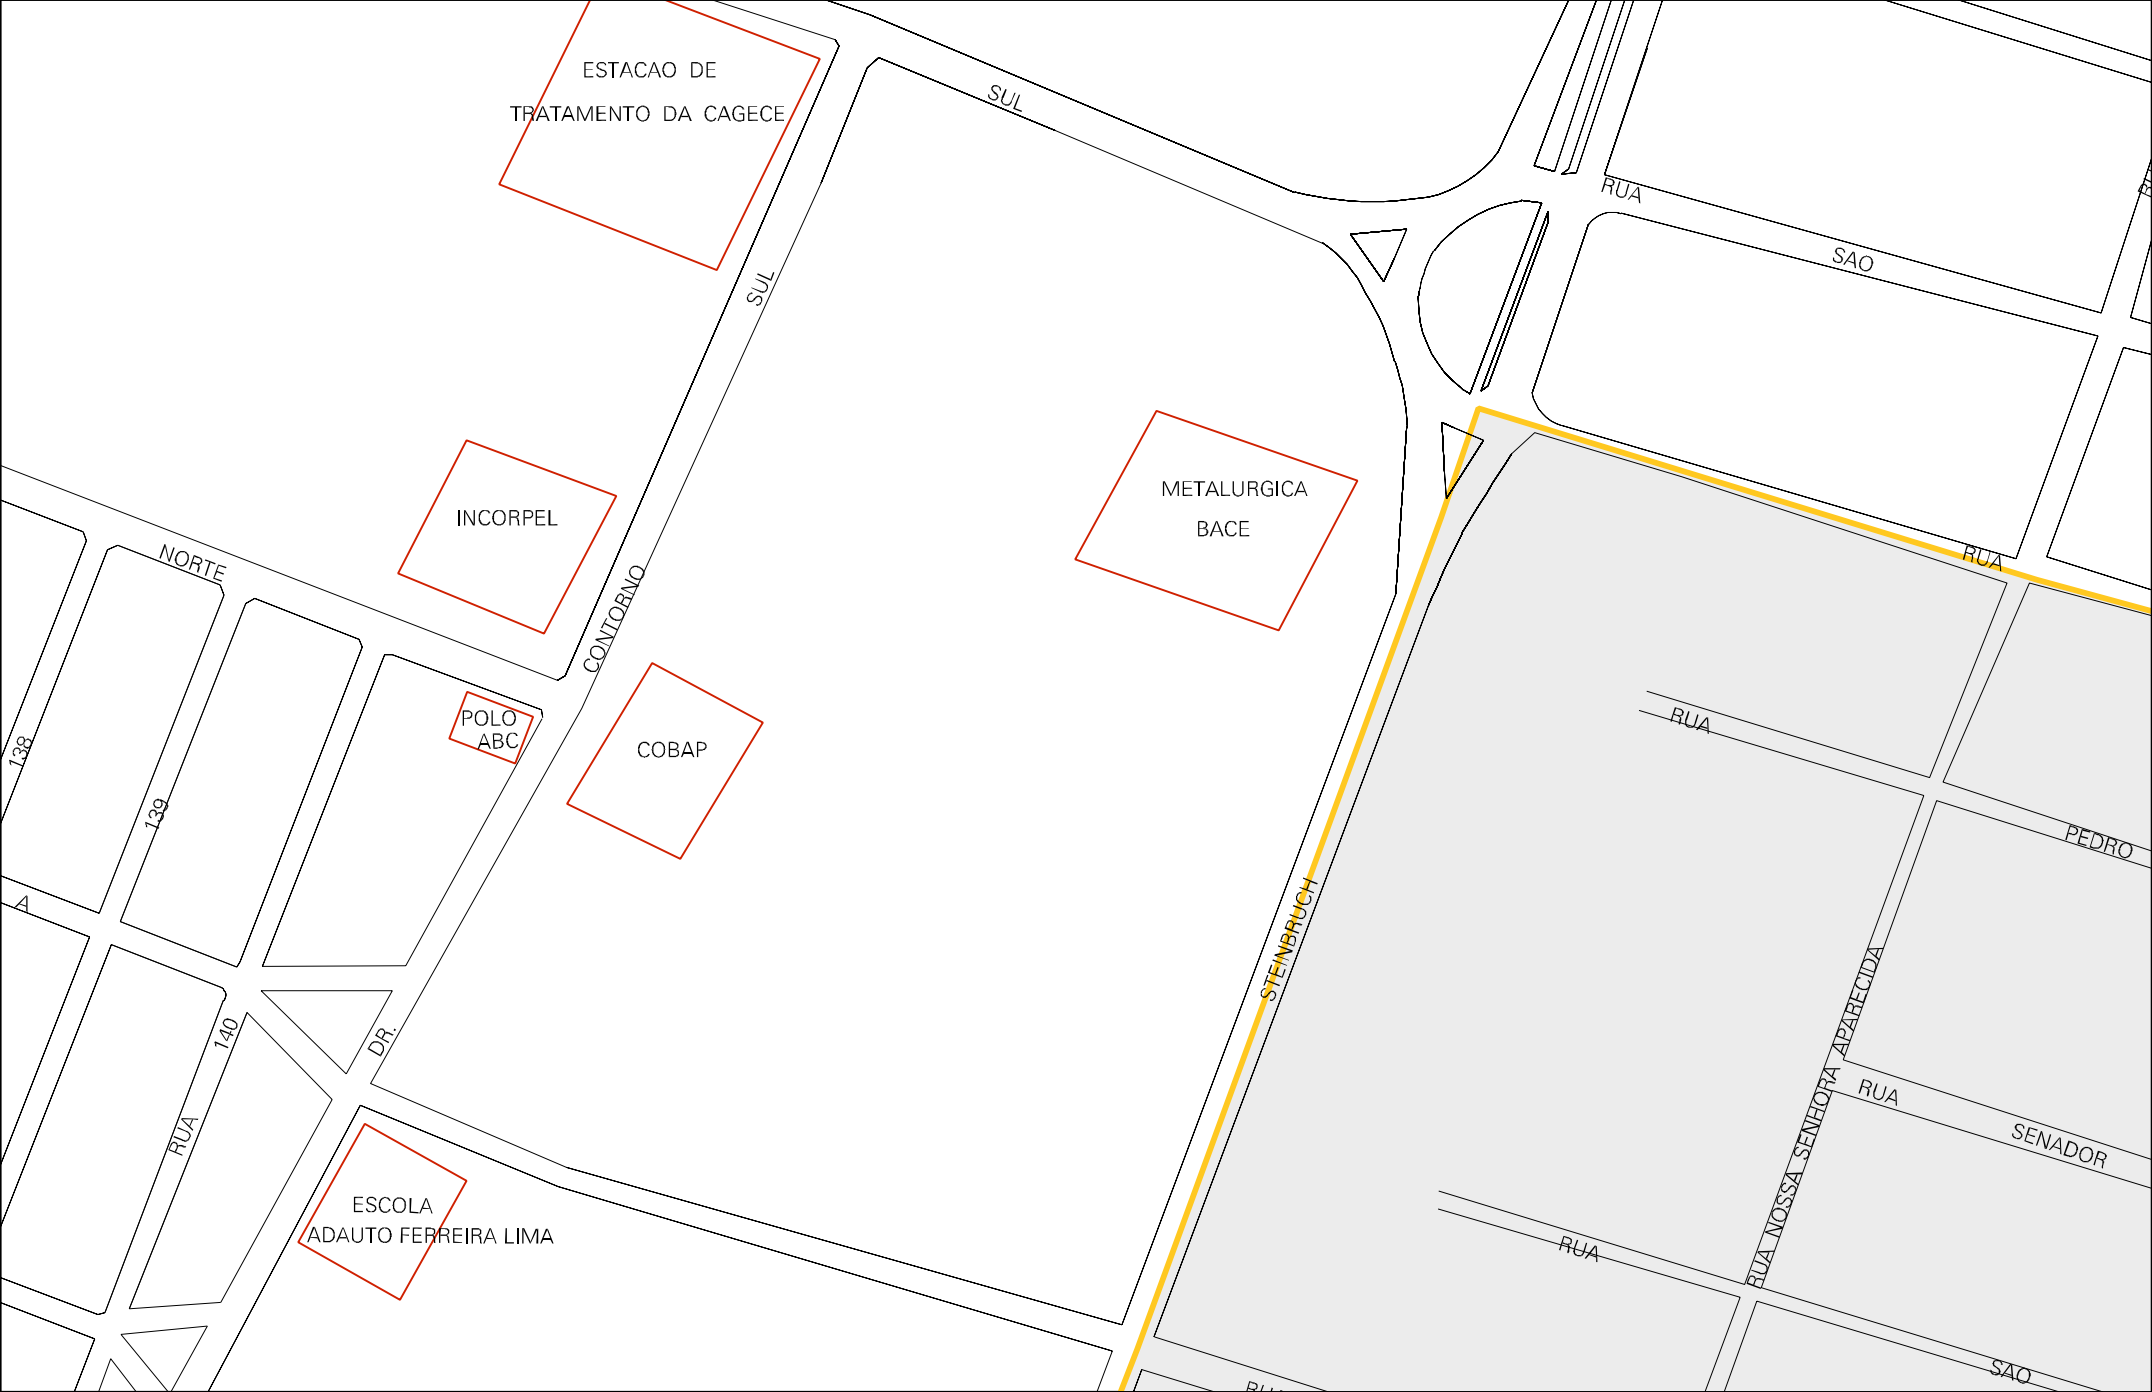 ESTACAO DE
TRATAMENTO DA CAGECE
SUL
RUA
SAO
SUL
METALURGICA
BACE
INCORPEL
NORTE
CONTORNO
RUA
POLO
ABC
COBAP
RUA
138
139
PEDRO
A
STEINBRUCH
140
DR.
RUA
RUA NOSSA SENHORA APARECIDA
RUA
SENADOR
ESCOLA
ADAUTO FERREIRA LIMA
RUA
SAO